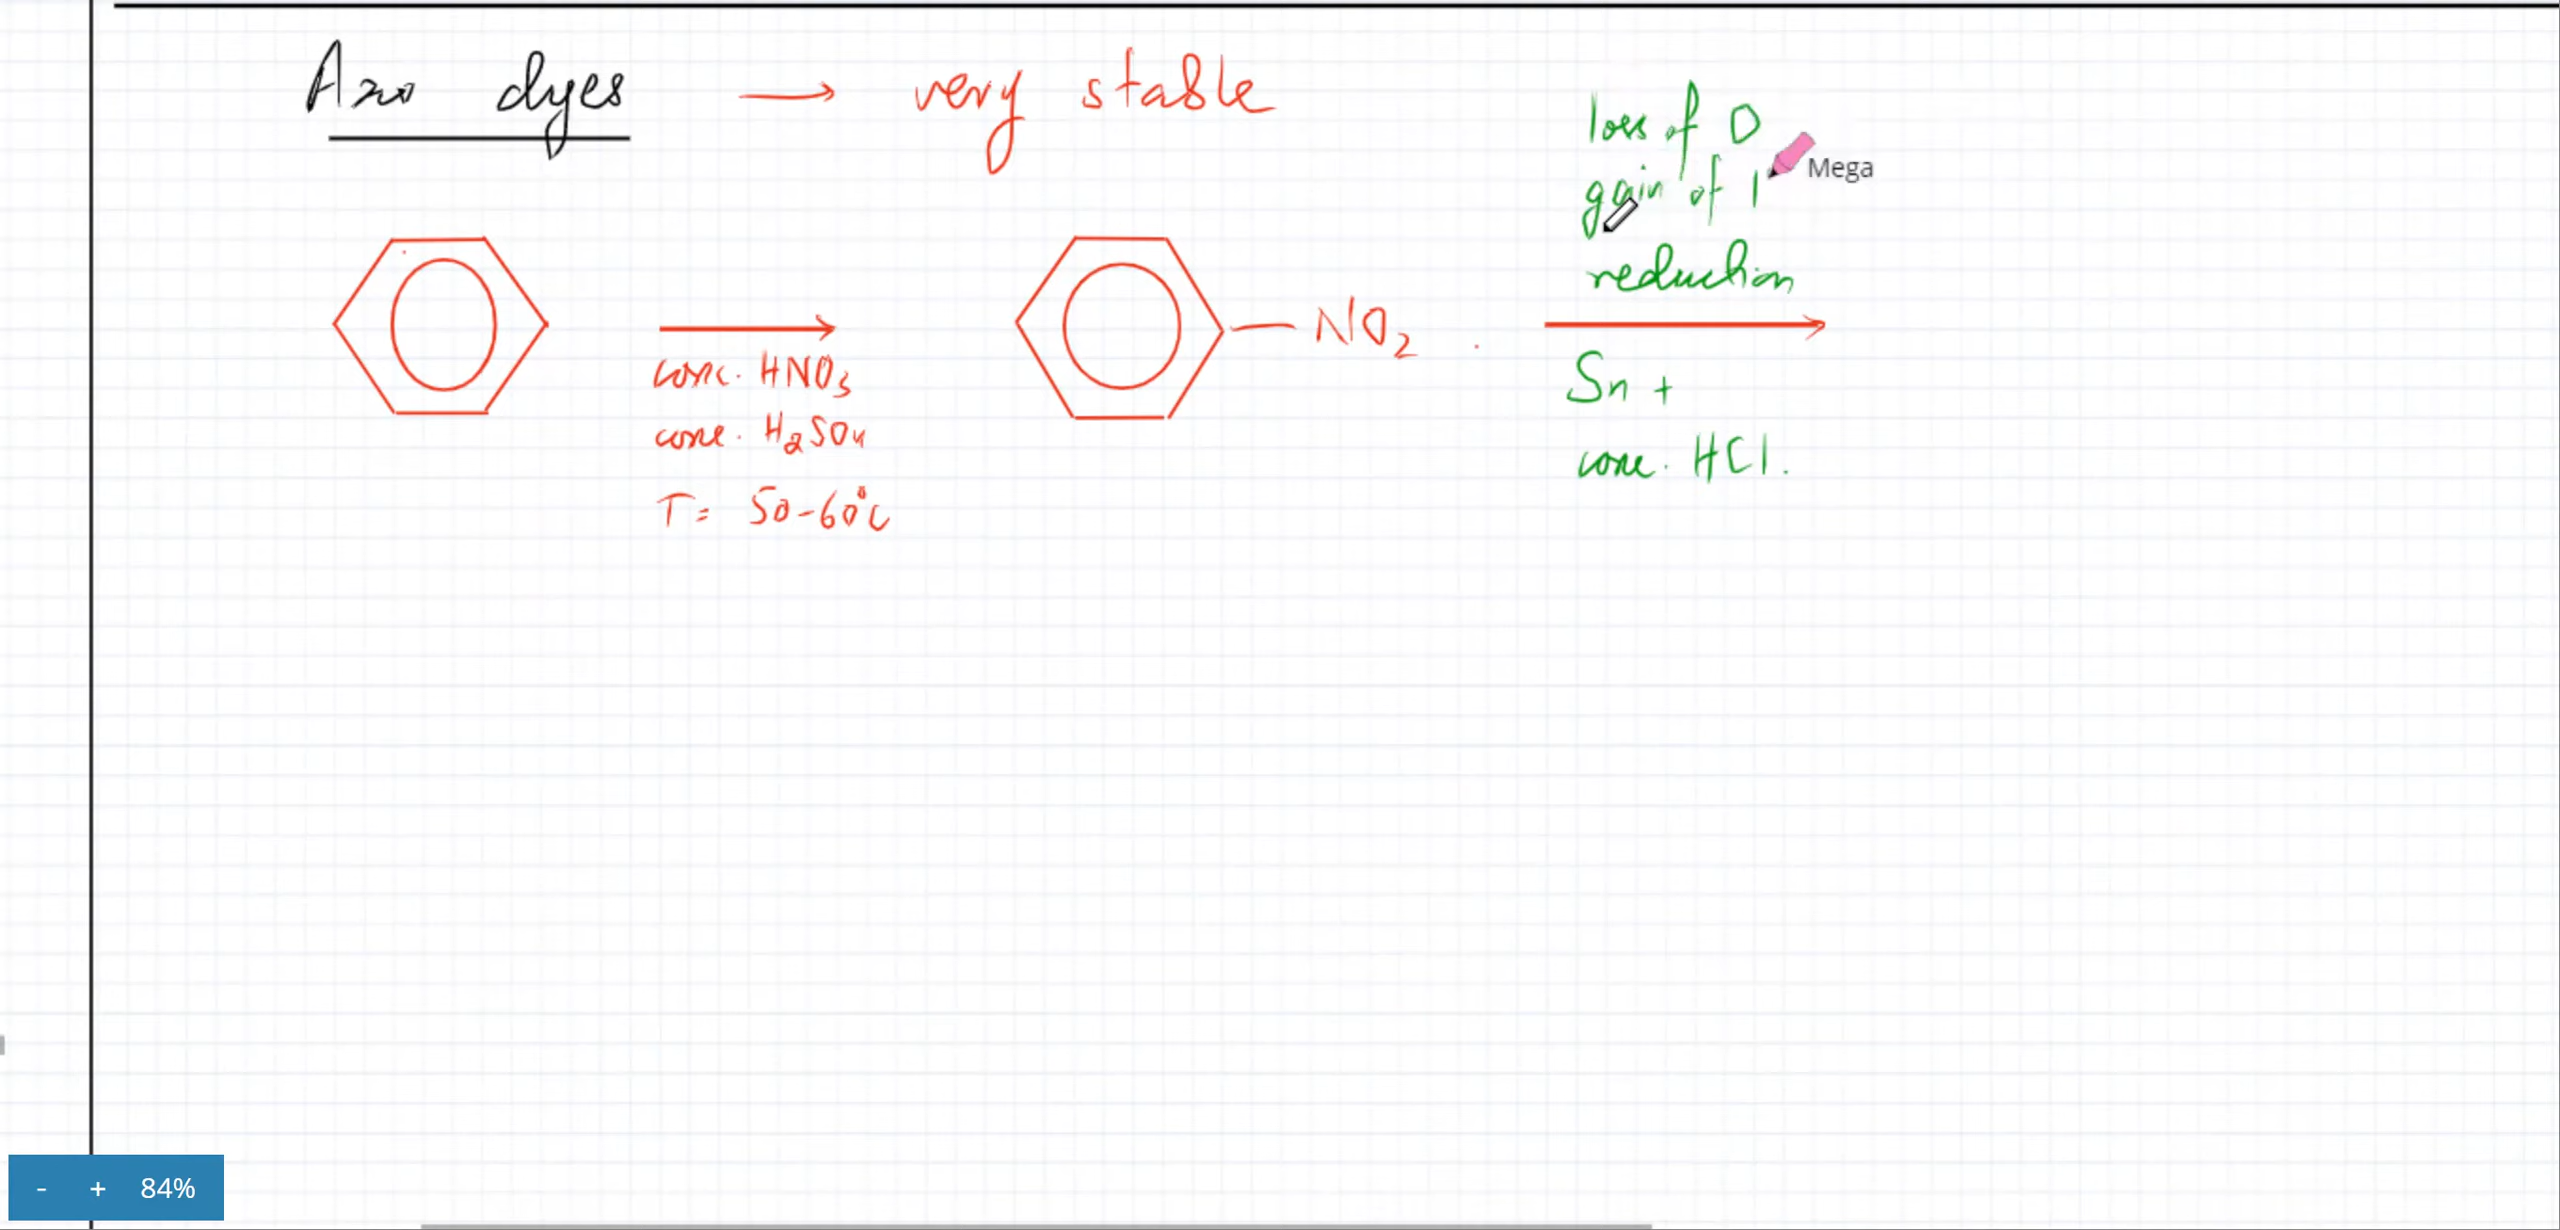 Azo dyes → very stable
loss of O
gain of
Mega
reduction
NO₂
conc. HNO₃
conc. H₂SO₄
T = 50-60°C
Sn +
conc. HCl.
- + 84%